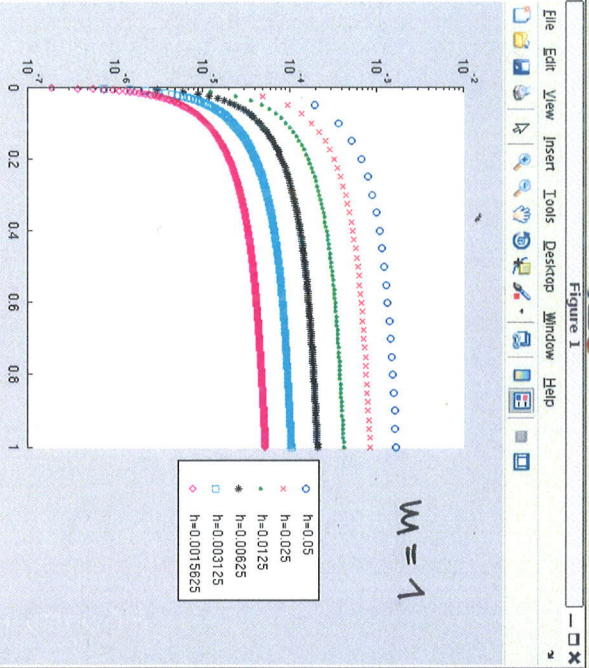 Figure 1
File Edit View Insert Tools Desktop Window Help
10^-2
10^-3
10^-4
10^-5
10^-6
10^-7
0 0.2 0.4 0.6 0.8 1
m = 1
h=0.05
h=0.025
h=0.0125
h=0.00625
h=0.003125
h=0.0015625